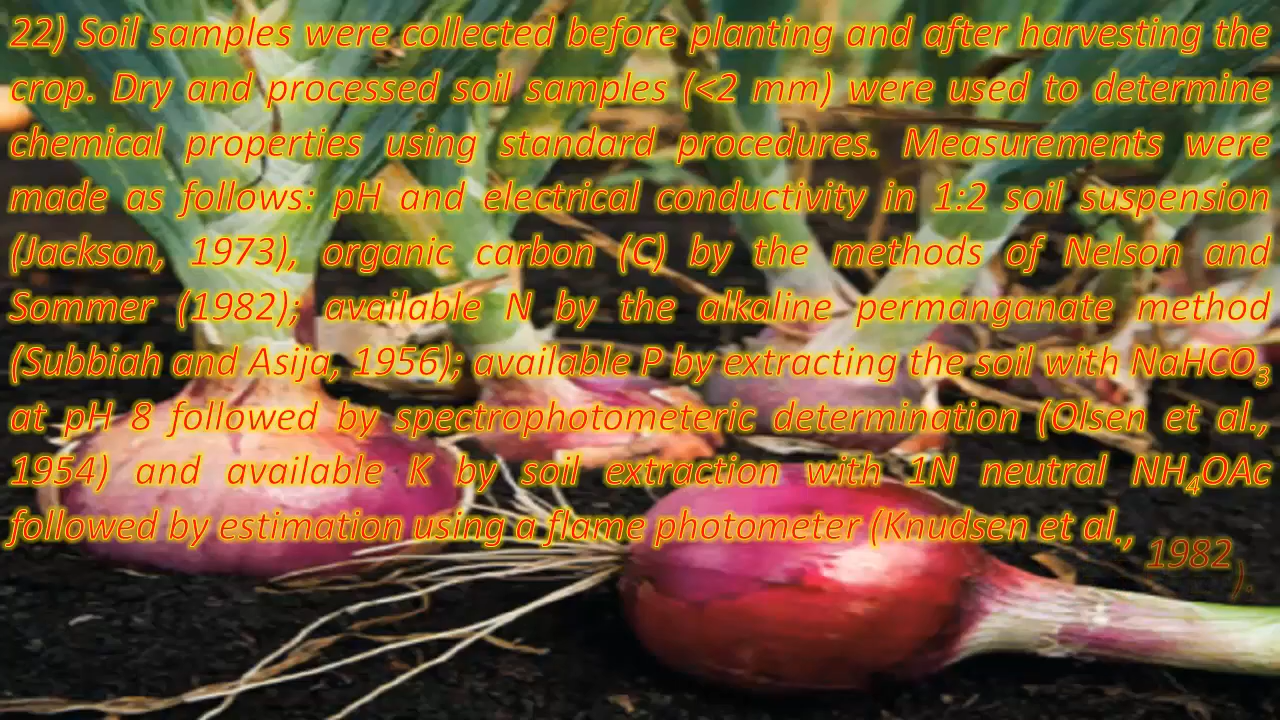 22) Soil samples were collected before planting and after harvesting the
crop. Dry and processed soil samples (<2 mm) were used to determine
chemical properties using standard procedures. Measurements were
made as follows: pH and electrical conductivity in 1:2 soil suspension
(Jackson, 1973), organic carbon (C) by the methods of Nelson and
Sommer (1982); available N by the alkaline permanganate method
(Subbiah and Asija, 1956); available P by extracting the soil with NaHCO₃
at pH 8 followed by spectrophotometeric determination (Olsen et al.,
1954) and available K by soil extraction with 1N neutral NH₄OAc
followed by estimation using a flame photometer (Knudsen et al., 1982).